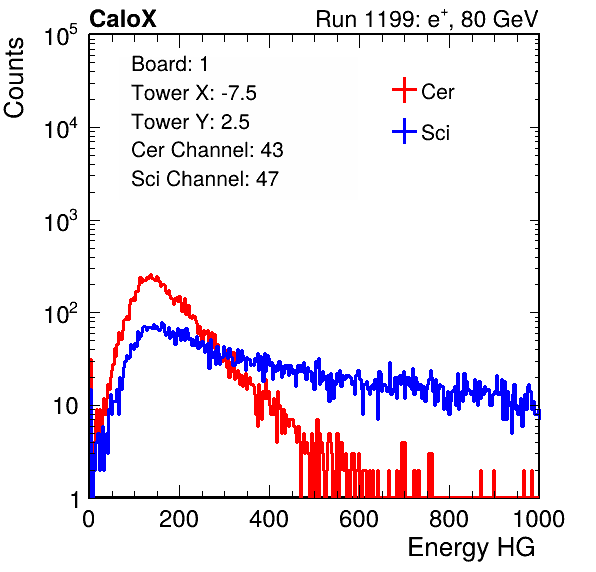 CaloX Run 1199: e⁺, 80 GeV
Counts
10⁵
10⁴
10³
10²
10
1
Board: 1
Tower X: -7.5
Tower Y: 2.5
Cer Channel: 43
Sci Channel: 47
Cer
Sci
0 200 400 600 800 1000
Energy HG